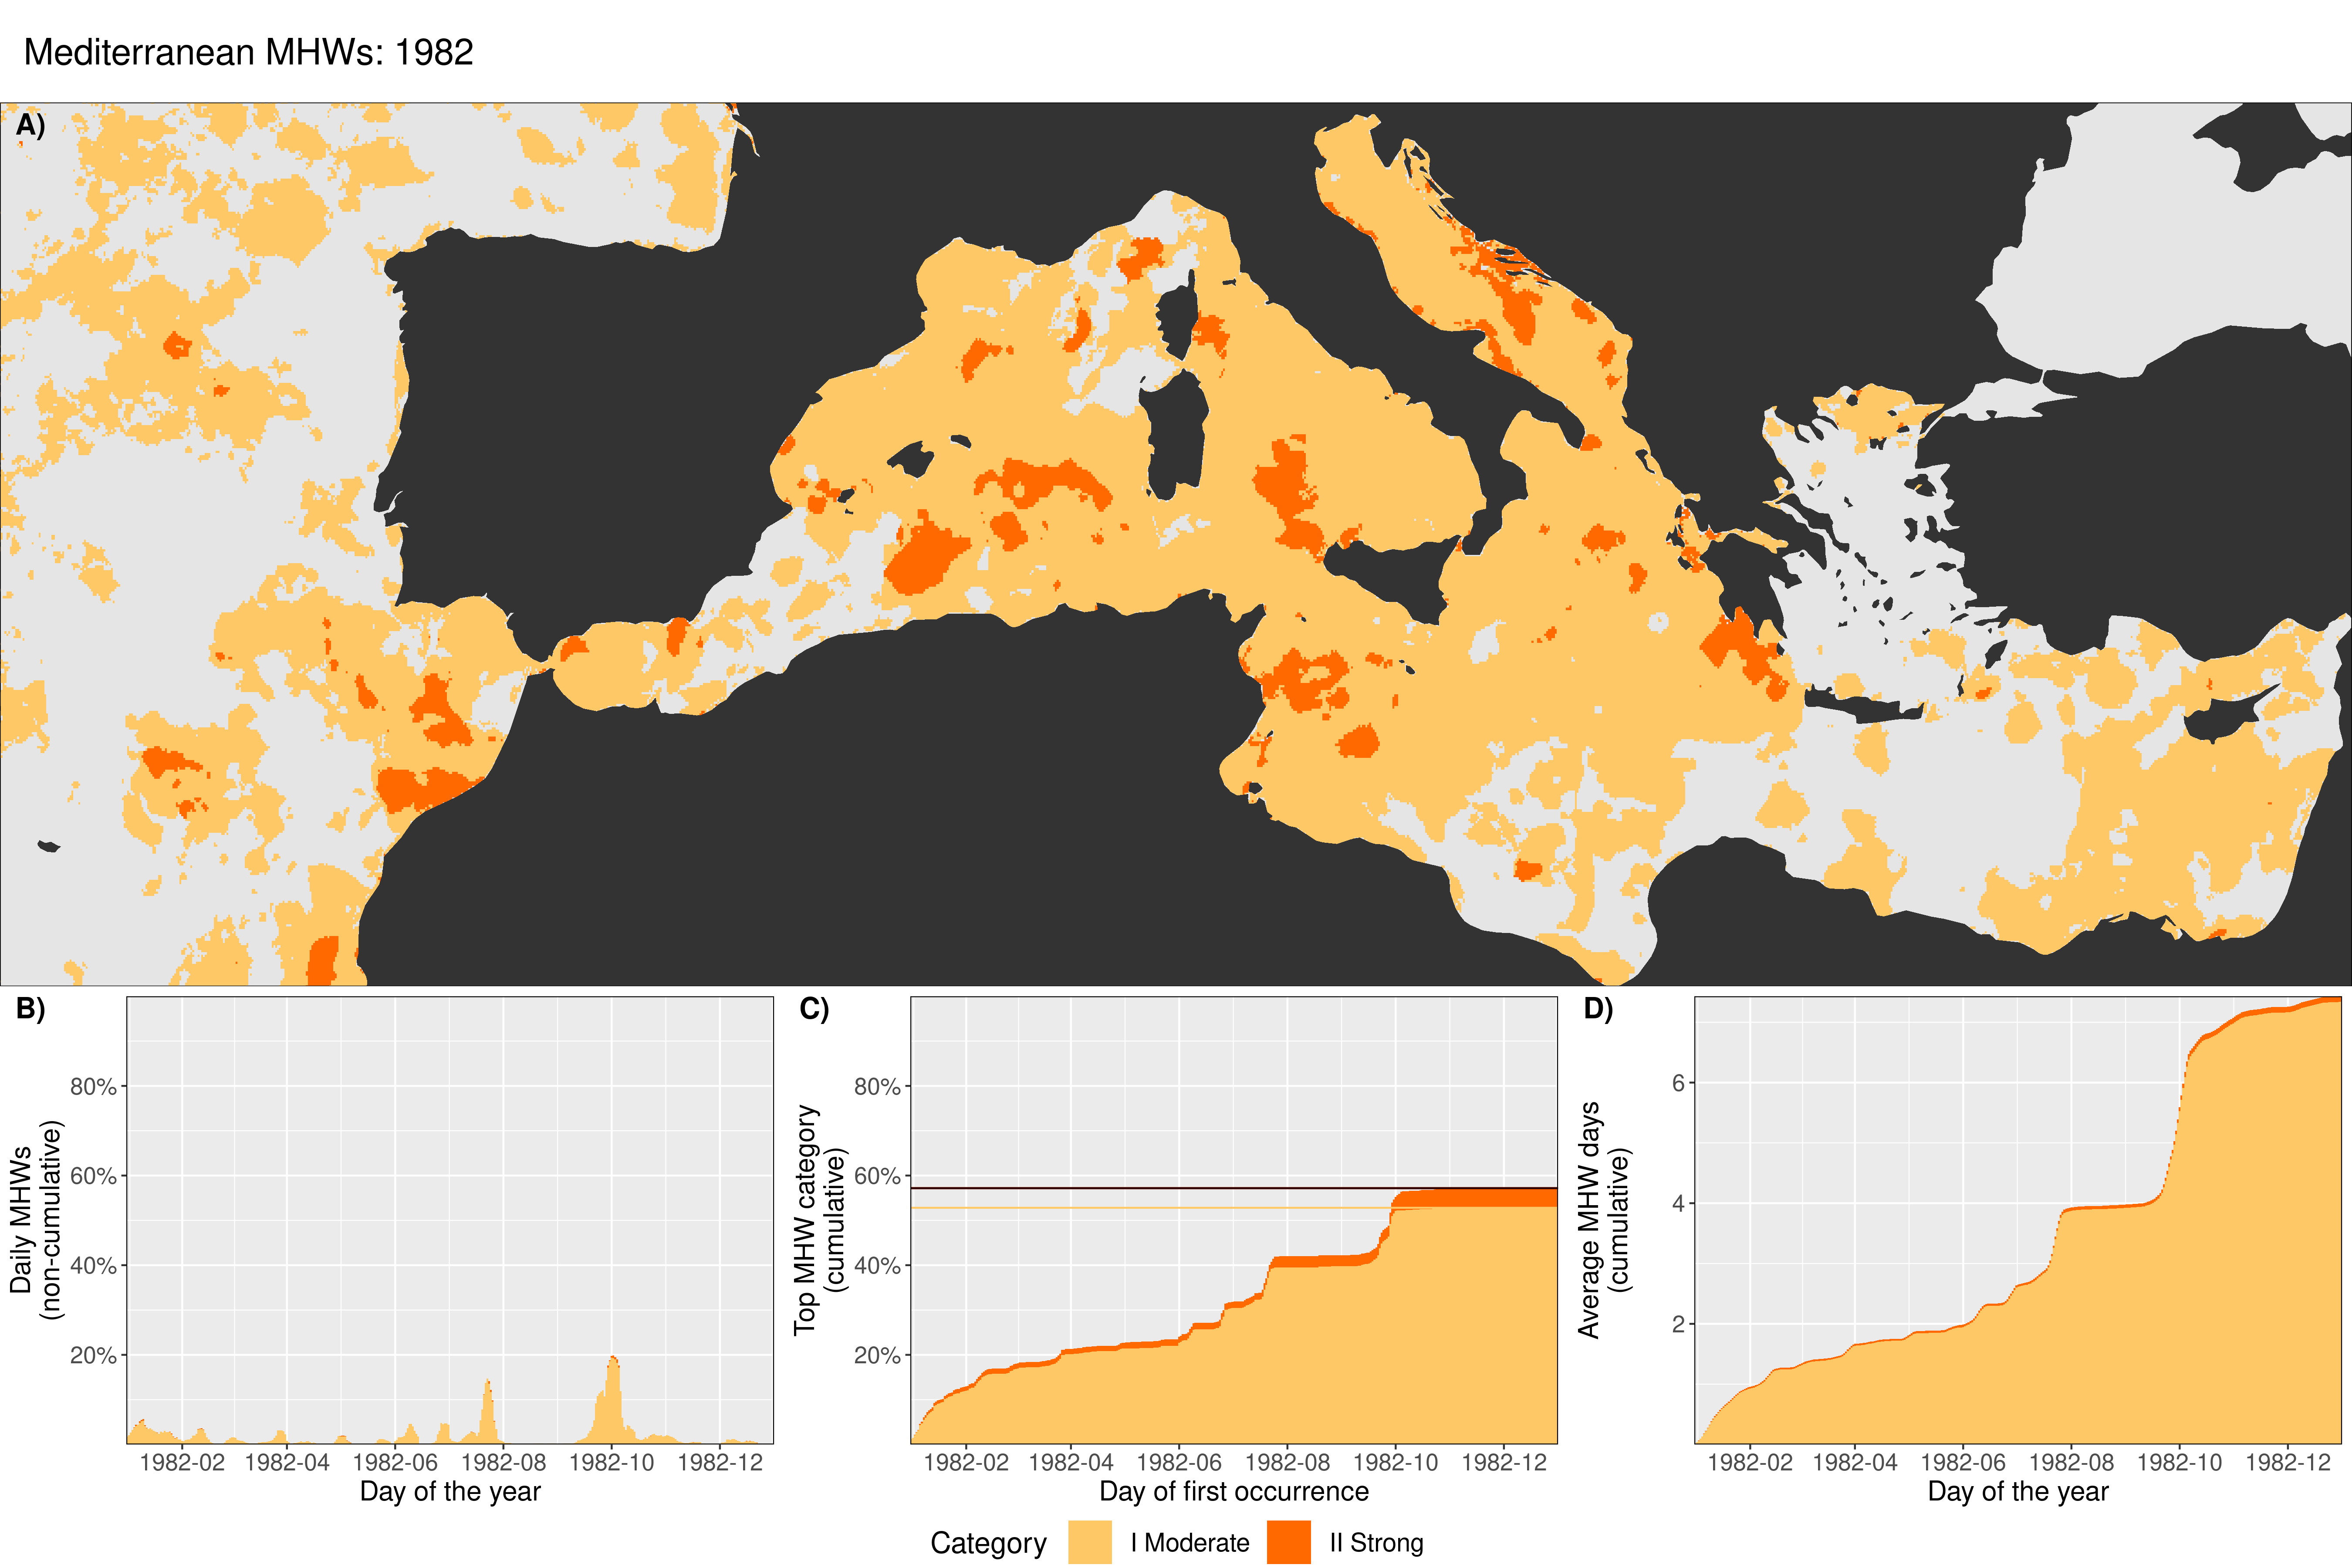 Mediterranean MHWs: 1982
A)
B)
Daily MHWs
(non-cumulative)
80%
60%
40%
20%
1982-02 1982-04 1982-06 1982-08 1982-10 1982-12
Day of the year
C)
Top MHW category
(cumulative)
80%
60%
40%
20%
1982-02 1982-04 1982-06 1982-08 1982-10 1982-12
Day of first occurrence
D)
Average MHW days
(cumulative)
6
4
2
1982-02 1982-04 1982-06 1982-08 1982-10 1982-12
Day of the year
Category I Moderate II Strong